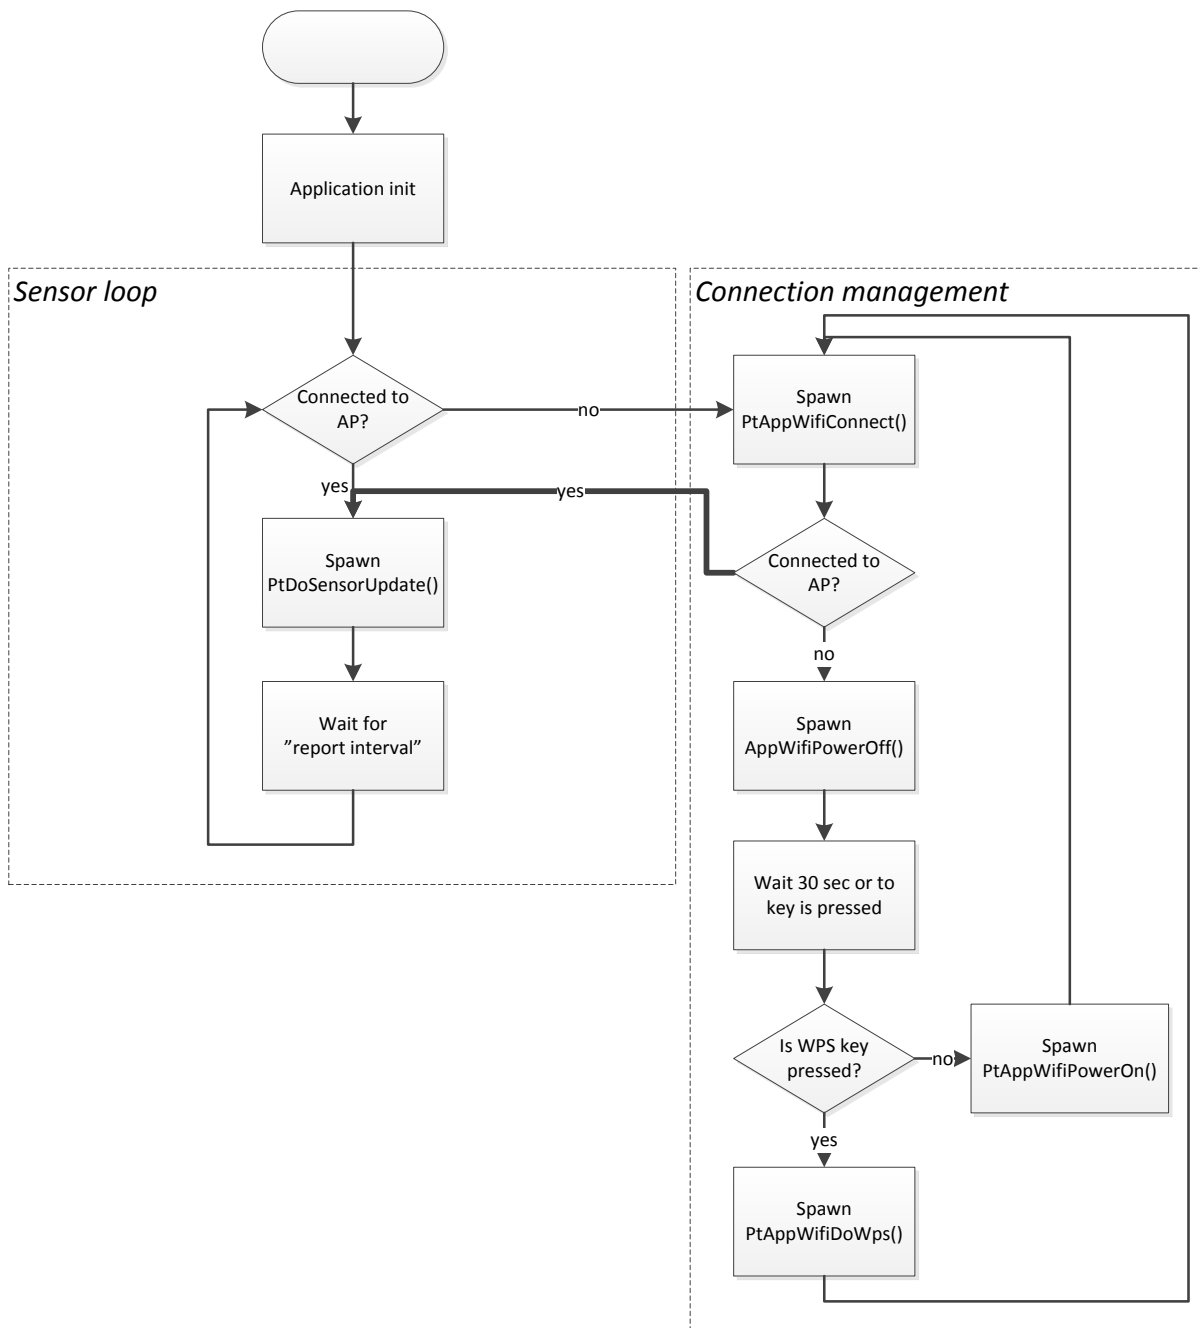 Application init
Sensor loop
Connected to
AP?
no
yes
Spawn
PtDoSensorUpdate()
Wait for
”report interval”
Connection management
Spawn
PtAppWifiConnect()
yes
Connected to
AP?
no
Spawn
AppWifiPowerOff()
Wait 30 sec or to
key is pressed
Is WPS key
pressed?
no
Spawn
PtAppWifiPowerOn()
yes
Spawn
PtAppWifiDoWps()